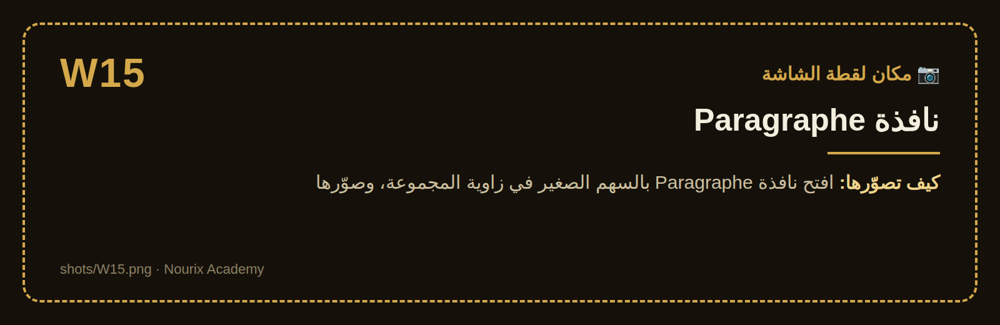 W15
📷 مكان لقطة الشاشة
نافذة Paragraphe
كيف تصوّرها: افتح نافذة Paragraphe بالسهم الصغير في زاوية المجموعة، وصوّرها
shots/W15.png · Nourix Academy